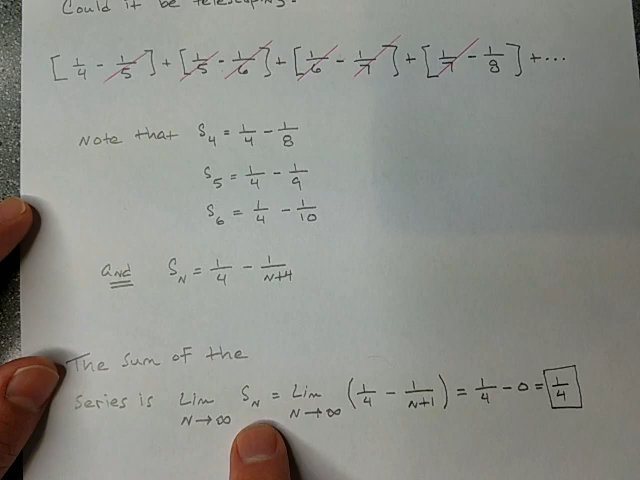 Could it be telescoping?
[1/4 - 1/5] + [1/5 - 1/6] + [1/6 - 1/7] + [1/7 - 1/8] + ...
Note that S₄ = 1/4 - 1/8
S₅ = 1/4 - 1/9
S₆ = 1/4 - 1/10
and S_N = 1/4 - 1/(N+4)
The sum of the
series is Lim N→∞ S_N = Lim N→∞ (1/4 - 1/(N+1)) = 1/4 - 0 = 1/4